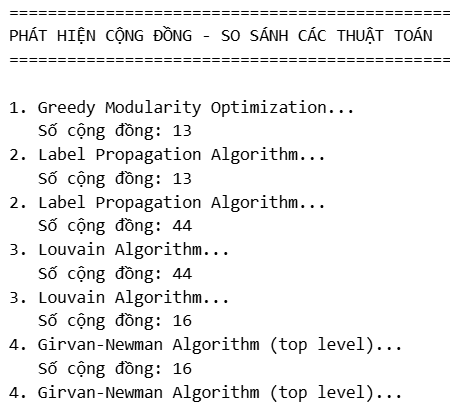 ==============================================
PHÁT HIỆN CỘNG ĐỒNG - SO SÁNH CÁC THUẬT TOÁN
==============================================
1. Greedy Modularity Optimization...
Số cộng đồng: 13
2. Label Propagation Algorithm...
Số cộng đồng: 13
2. Label Propagation Algorithm...
Số cộng đồng: 44
3. Louvain Algorithm...
Số cộng đồng: 44
3. Louvain Algorithm...
Số cộng đồng: 16
4. Girvan-Newman Algorithm (top level)...
Số cộng đồng: 16
4. Girvan-Newman Algorithm (top level)...